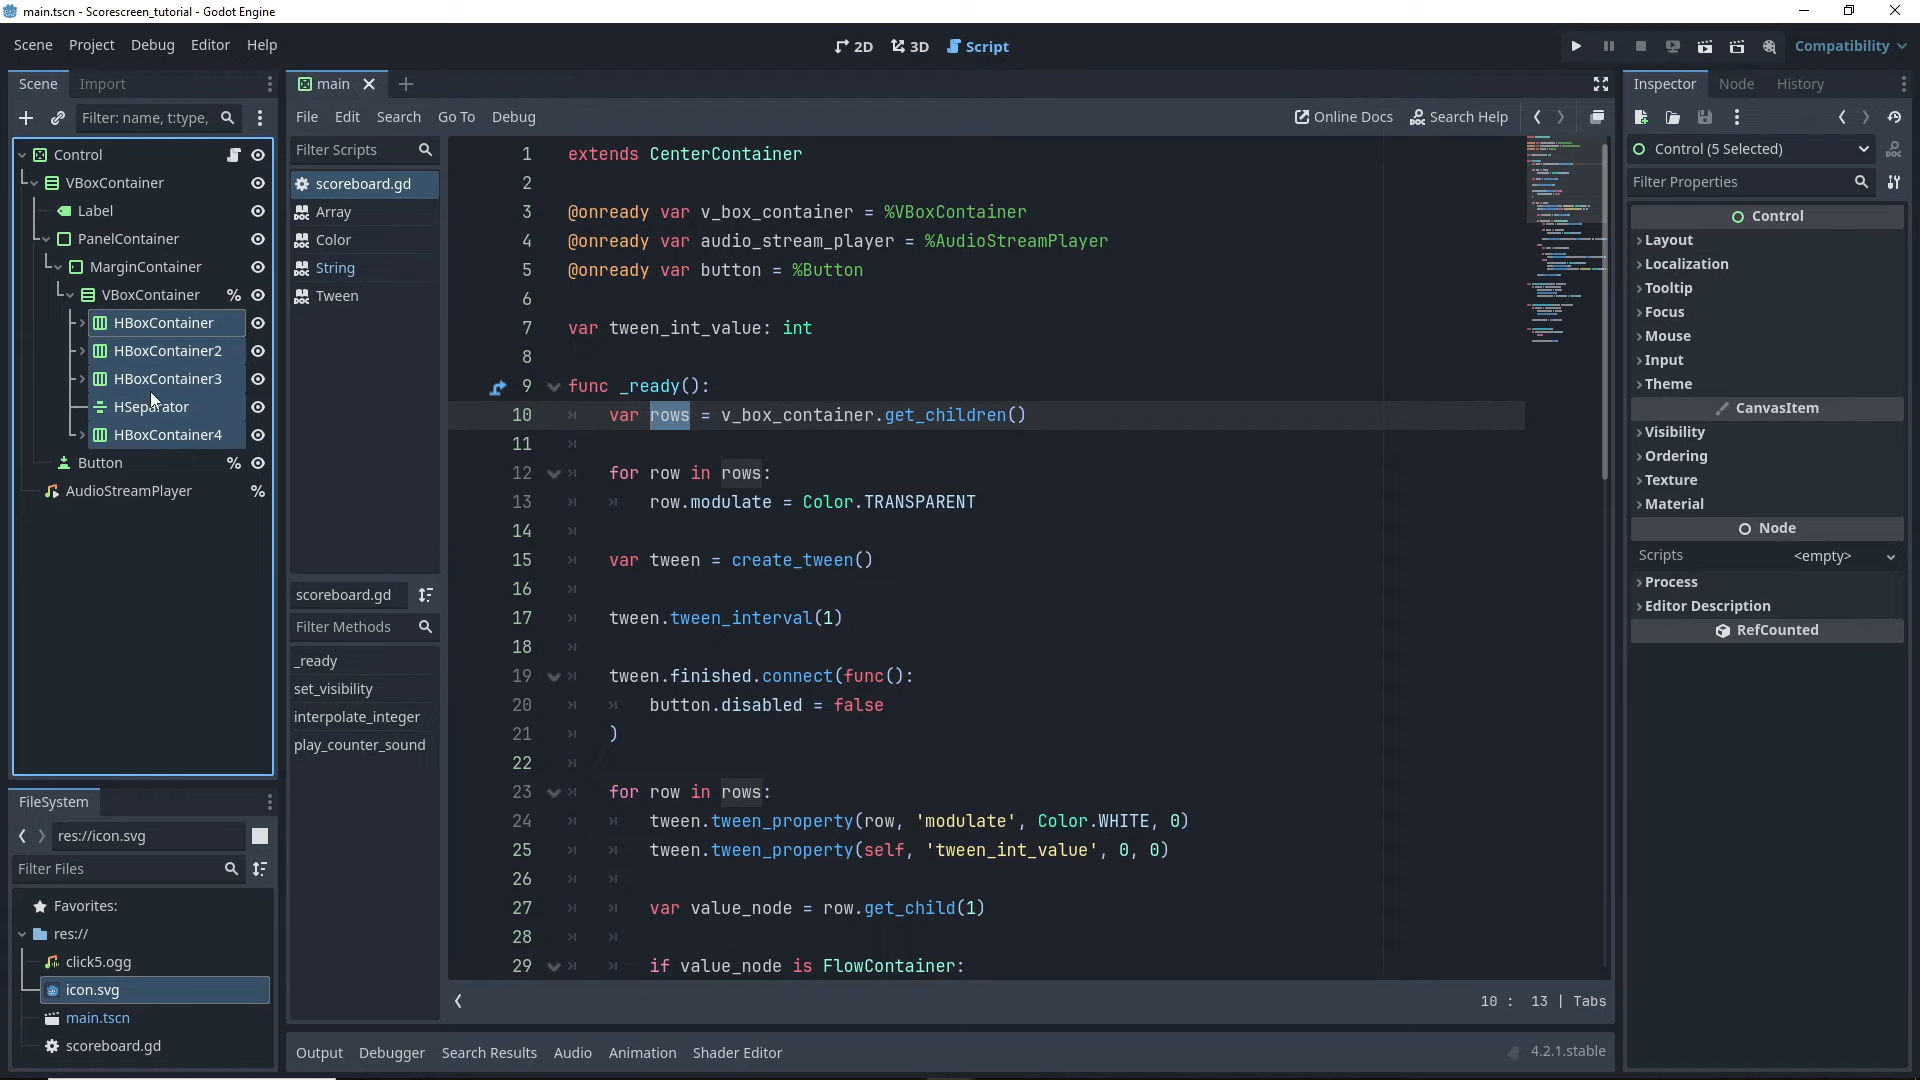 main.tscn - Scorescreen_tutorial - Godot Engine
Scene Project Debug Editor Help
2D 3D Script
Compatibility
Scene Import
Filter: name, t:type,
Control
VBoxContainer
Label
PanelContainer
MarginContainer
VBoxContainer %
HBoxContainer
HBoxContainer2
HBoxContainer3
HSeparator
HBoxContainer4
Button %
AudioStreamPlayer %
FileSystem
res://icon.svg
Filter Files
Favorites:
res://
click5.ogg
icon.svg
main.tscn
scoreboard.gd
main
File Edit Search Go To Debug
Online Docs Search Help
Filter Scripts
scoreboard.gd
Array
Color
String
Tween
scoreboard.gd
Filter Methods
_ready
set_visibility
interpolate_integer
play_counter_sound
1 extends CenterContainer
2
3 @onready var v_box_container = %VBoxContainer
4 @onready var audio_stream_player = %AudioStreamPlayer
5 @onready var button = %Button
6
7 var tween_int_value: int
8
9 func _ready():
10 var rows = v_box_container.get_children()
11
12 for row in rows:
13 row.modulate = Color.TRANSPARENT
14
15 var tween = create_tween()
16
17 tween.tween_interval(1)
18
19 tween.finished.connect(func():
20 button.disabled = false
21 )
22
23 for row in rows:
24 tween.tween_property(row, 'modulate', Color.WHITE, 0)
25 tween.tween_property(self, 'tween_int_value', 0, 0)
26
27 var value_node = row.get_child(1)
28
29 if value_node is FlowContainer:
10 : 13 | Tabs
Output Debugger Search Results Audio Animation Shader Editor
4.2.1.stable
Inspector Node History
Control (5 Selected)
Filter Properties
Control
Layout
Localization
Tooltip
Focus
Mouse
Input
Theme
CanvasItem
Visibility
Ordering
Texture
Material
Node
Scripts <empty>
Process
Editor Description
RefCounted